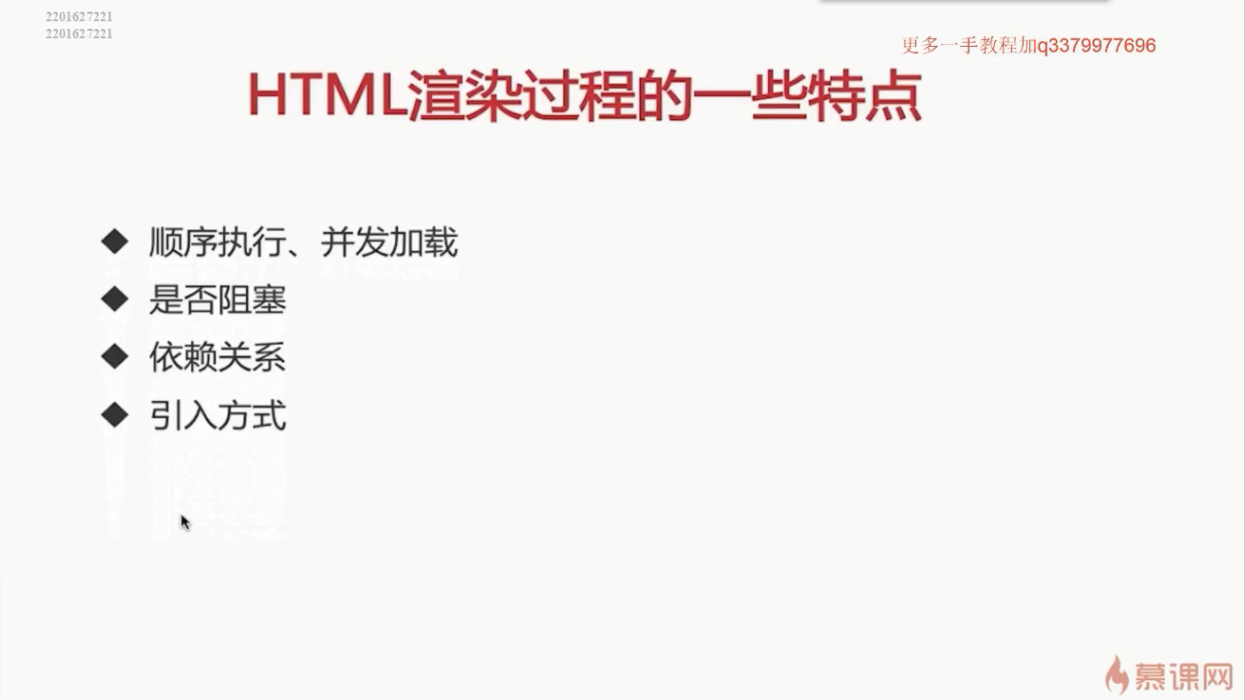 2201627221
2201627221
更多一手教程加q3379977696
HTML渲染过程的一些特点
◆ 顺序执行、并发加载
◆ 是否阻塞
◆ 依赖关系
◆ 引入方式
慕课网